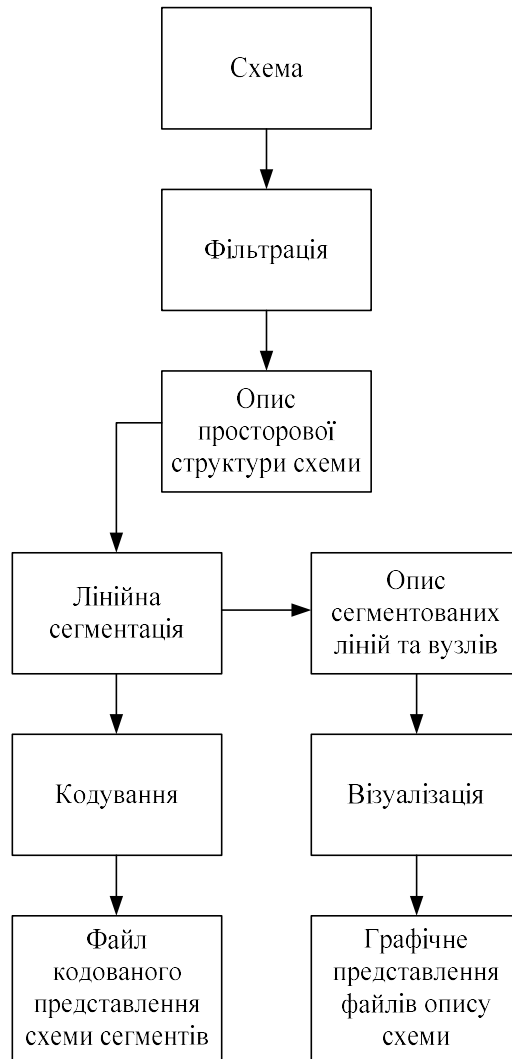 Схема
Фільтрація
Опис
просторової
структури схеми
Лінійна
сегментація
Опис
сегментованих
ліній та вузлів
Кодування
Візуалізація
Файл
кодованого
представлення
схеми сегментів
Графічне
представлення
файлів опису
схеми